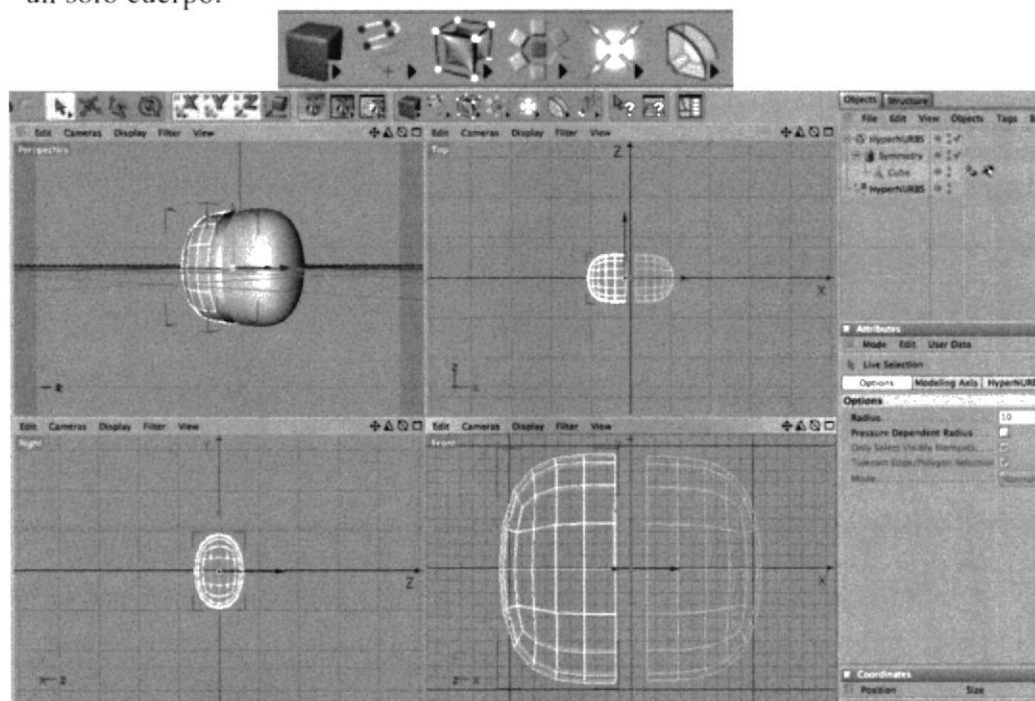 un solo cuerpo.
Objects Structure
File Edit View Objects Tags
Edit Cameras Display Filter View
Edit Cameras Display Filter View
Perspective
Top
Z
X
HyperNURBS
Symmetry
Cube
HyperNURBS
Attributes
Mode Edit User Data
Live Selection
Options Modeling Axis HyperNURB
Options
Radius 10
Pressure Dependent Radius
Only Select Visible Elements
Tolerant Edge/Polygon Selection
Mode
Edit Cameras Display Filter View
Edit Cameras Display Filter View
Right
Y
Front
Z
X
X Z
Z X
Coordinates
Position Size